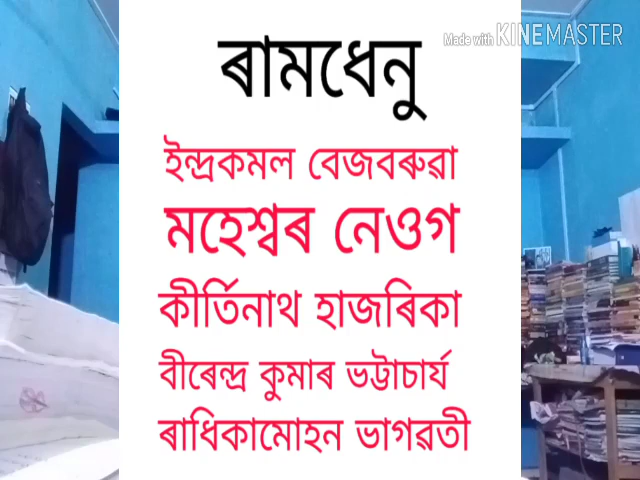 Made with KINEMASTER
ৰামধেনু
ইন্দ্ৰকমল বেজবৰুৱা
মহেশ্বৰ নেওগ
কীৰ্তিনাথ হাজৰিকা
বীৰেন্দ্ৰ কুমাৰ ভট্টাচাৰ্য
ৰাধিকামোহন ভাগৱতী